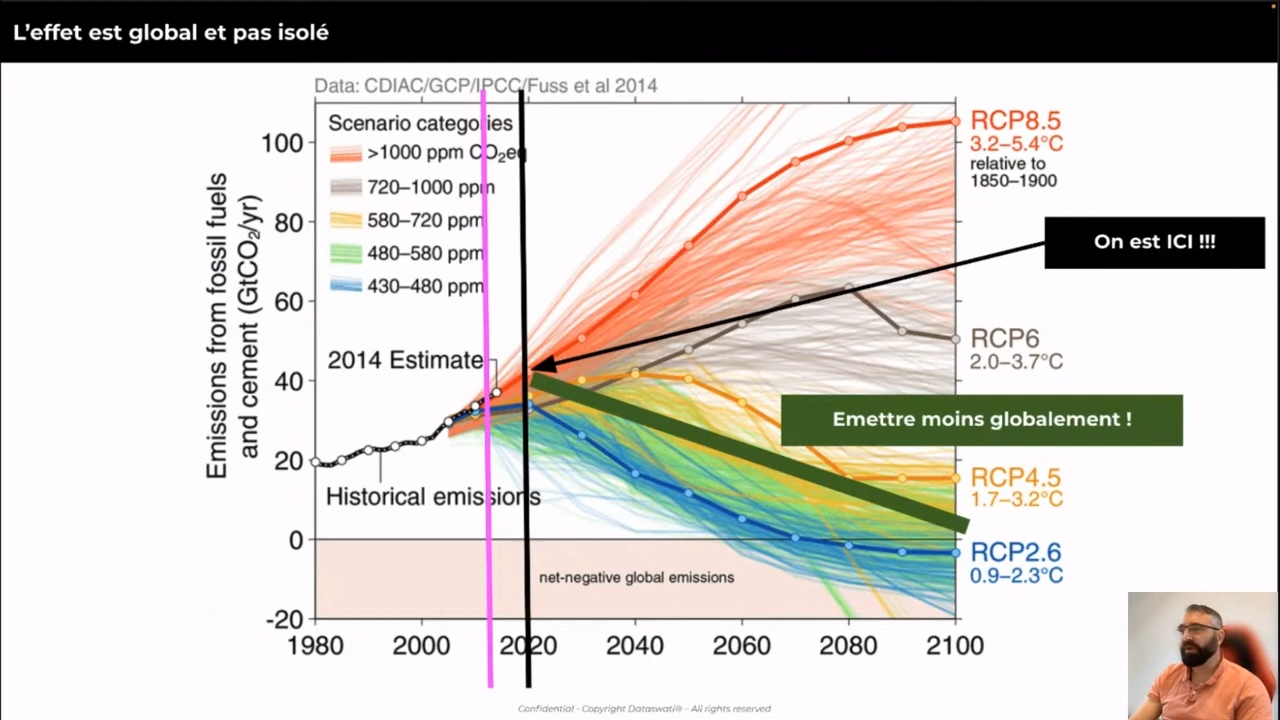 L'effet est global et pas isolé
Data: CDIAC/GCP/IPCC/Fuss et al 2014
Emissions from fossil fuels
and cement (GtCO₂/yr)
100
80
60
40
20
0
-20
Scenario categories
>1000 ppm CO₂eq
720–1000 ppm
580–720 ppm
480–580 ppm
430–480 ppm
2014 Estimate
Historical emissions
net-negative global emissions
RCP8.5
3.2–5.4°C
relative to
1850–1900
On est ICI !!!
RCP6
2.0–3.7°C
Emettre moins globalement !
RCP4.5
1.7–3.2°C
RCP2.6
0.9–2.3°C
1980 2000 2020 2040 2060 2080 2100
Confidential - Copyright Dataswati® - All rights reserved